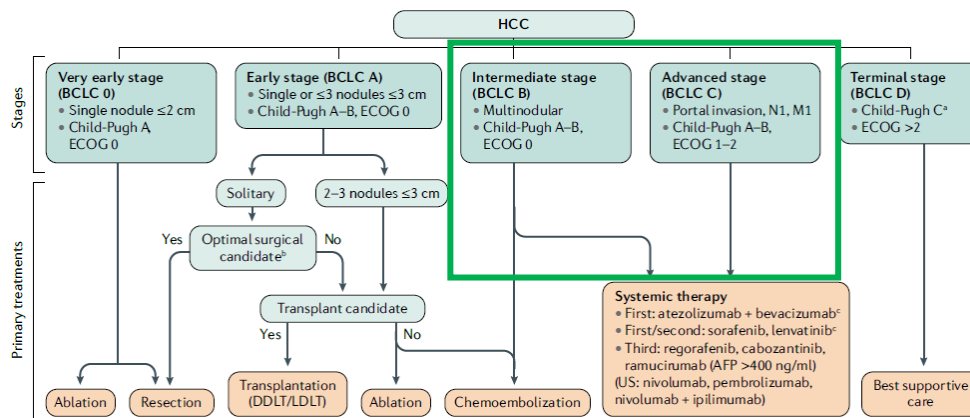 HCC
Stages
Very early stage
(BCLC 0)
• Single nodule ≤2 cm
• Child-Pugh A,
ECOG 0
Early stage (BCLC A)
• Single or ≤3 nodules ≤3 cm
• Child-Pugh A–B, ECOG 0
Intermediate stage
(BCLC B)
• Multinodular
• Child-Pugh A–B,
ECOG 0
Advanced stage
(BCLC C)
• Portal invasion, N1, M1
• Child-Pugh A–B,
ECOG 1–2
Terminal stage
(BCLC D)
• Child-Pugh Cᵃ
• ECOG >2
Primary treatments
Solitary
2–3 nodules ≤3 cm
Yes
Optimal surgical
candidateᵇ
No
Transplant candidate
Yes
No
Ablation
Resection
Transplantation
(DDLT/LDLT)
Ablation
Chemoembolization
Systemic therapy
• First: atezolizumab + bevacizumabᶜ
• First/second: sorafenib, lenvatinibᶜ
• Third: regorafenib, cabozantinib,
ramucirumab (AFP >400 ng/ml)
(US: nivolumab, pembrolizumab,
nivolumab + ipilimumab)
Best supportive
care